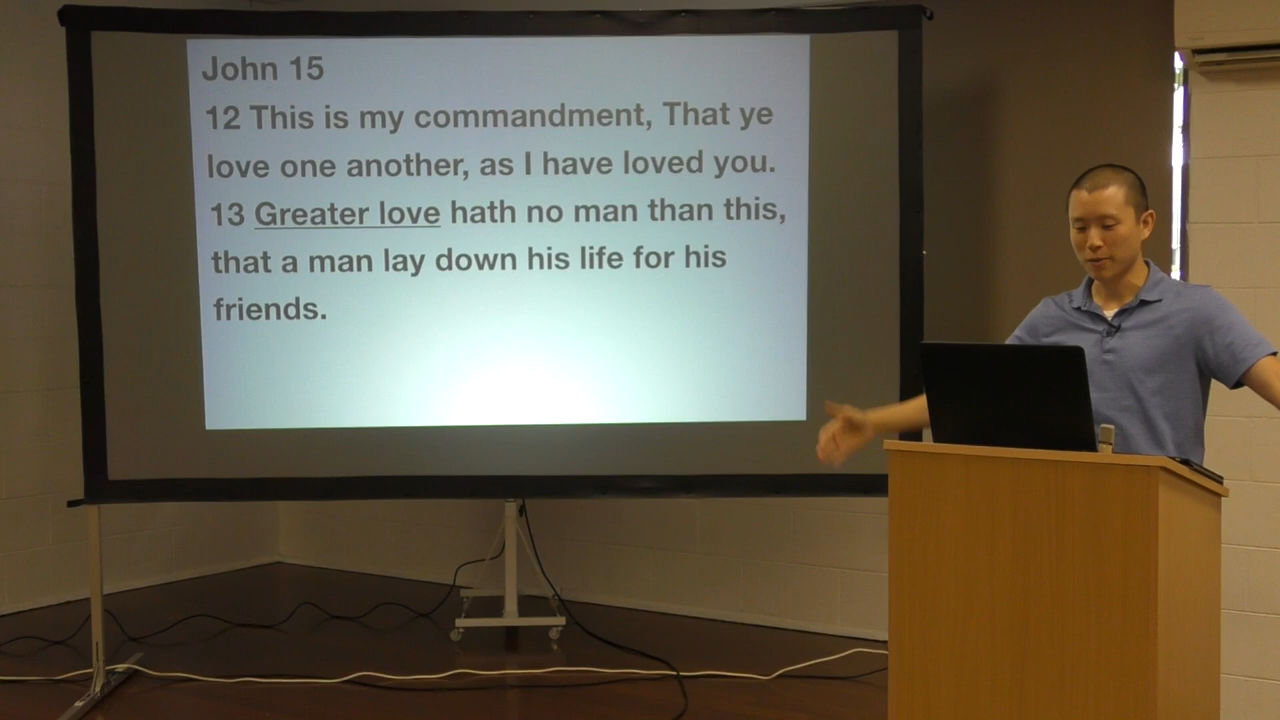 John 15
12 This is my commandment, That ye
love one another, as I have loved you.
13 Greater love hath no man than this,
that a man lay down his life for his
friends.